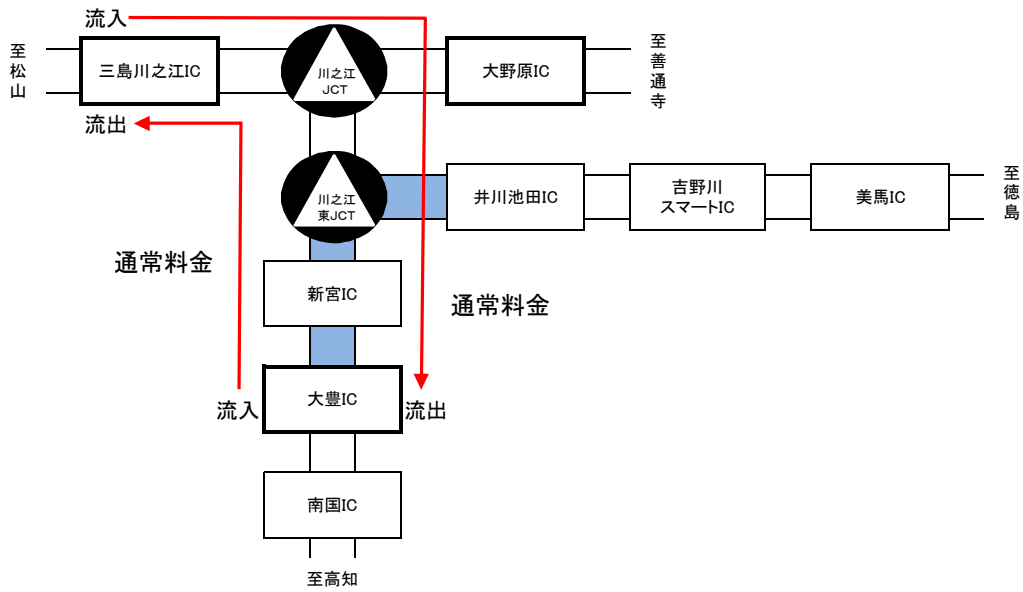 流入
至松山
三島川之江IC
川之江
JCT
大野原IC
至善通寺
流出
川之江
東JCT
井川池田IC
吉野川
スマートIC
美馬IC
至徳島
通常料金
新宮IC
通常料金
流入
大豊IC
流出
南国IC
至高知